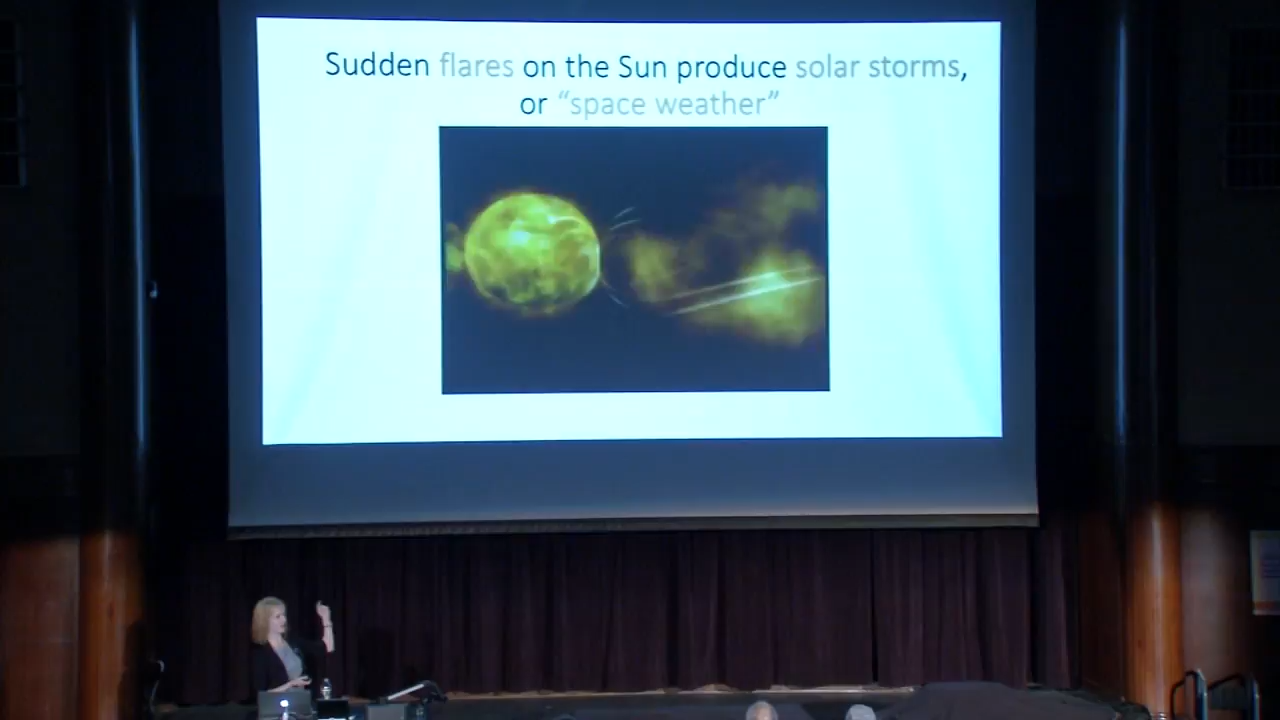 Sudden flares on the Sun produce solar storms,
or “space weather”